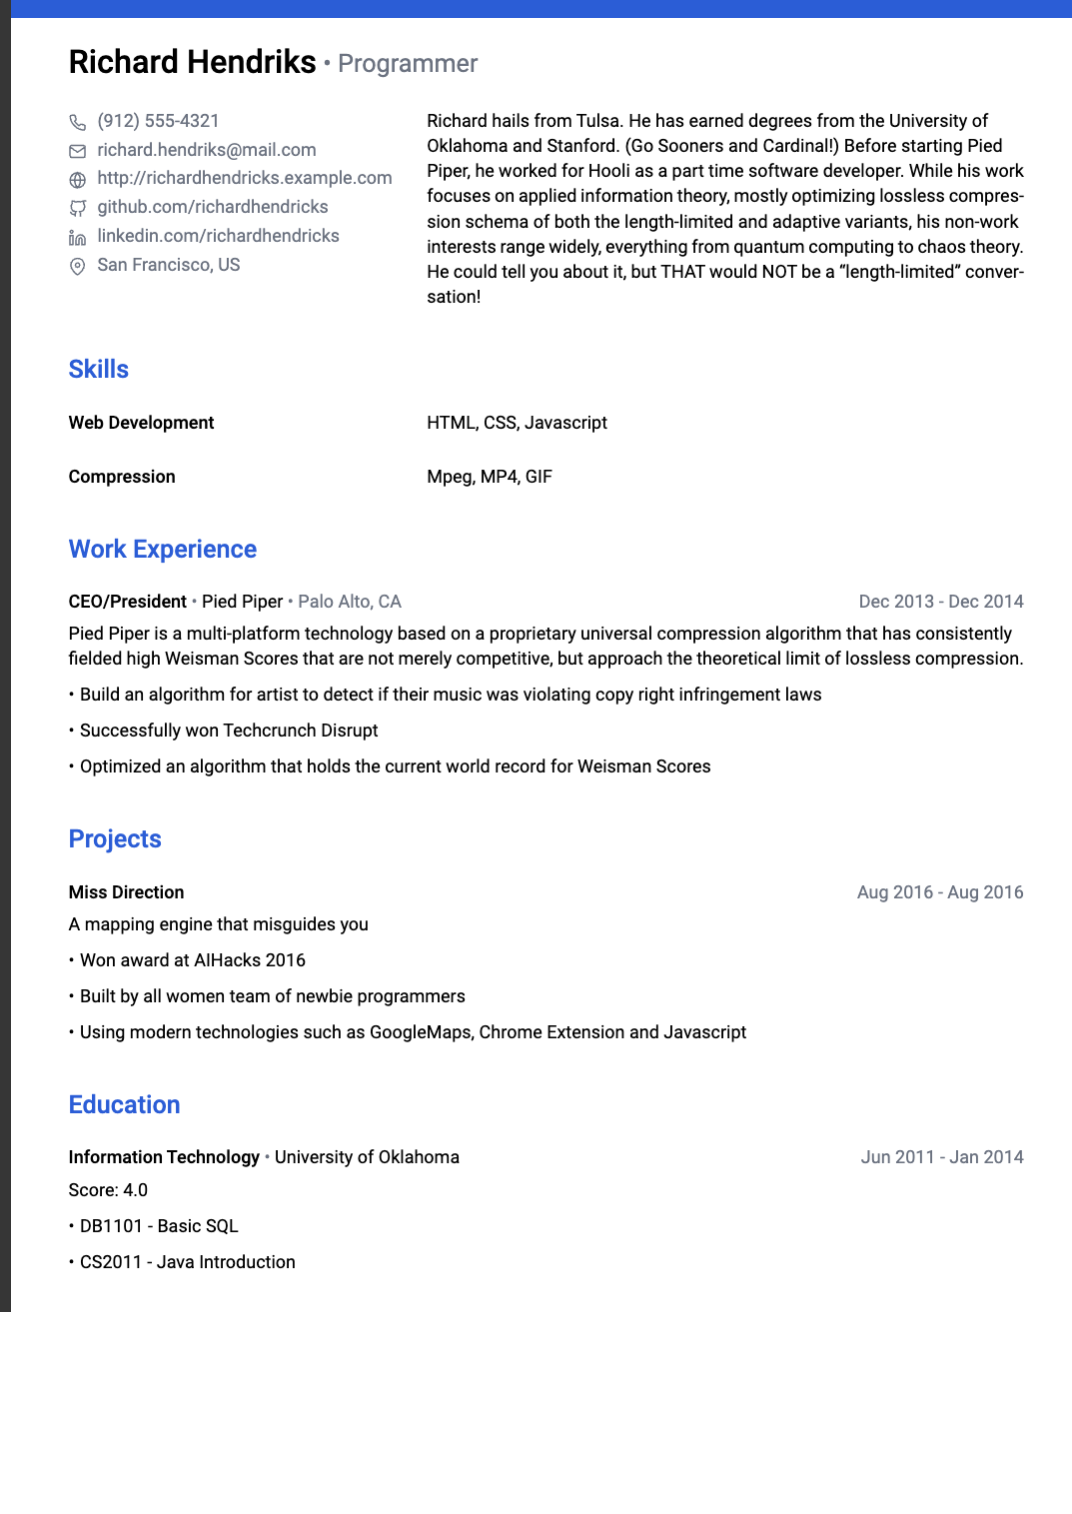 Richard Hendriks • Programmer
(912) 555-4321
richard.hendriks@mail.com
http://richardhendricks.example.com
github.com/richardhendricks
linkedin.com/richardhendricks
San Francisco, US
Richard hails from Tulsa. He has earned degrees from the University of
Oklahoma and Stanford. (Go Sooners and Cardinal!) Before starting Pied
Piper, he worked for Hooli as a part time software developer. While his work
focuses on applied information theory, mostly optimizing lossless compres-
sion schema of both the length-limited and adaptive variants, his non-work
interests range widely, everything from quantum computing to chaos theory.
He could tell you about it, but THAT would NOT be a “length-limited” conver-
sation!
Skills
Web Development HTML, CSS, Javascript
Compression Mpeg, MP4, GIF
Work Experience
CEO/President • Pied Piper • Palo Alto, CA Dec 2013 - Dec 2014
Pied Piper is a multi-platform technology based on a proprietary universal compression algorithm that has consistently
fielded high Weisman Scores that are not merely competitive, but approach the theoretical limit of lossless compression.
• Build an algorithm for artist to detect if their music was violating copy right infringement laws
• Successfully won Techcrunch Disrupt
• Optimized an algorithm that holds the current world record for Weisman Scores
Projects
Miss Direction Aug 2016 - Aug 2016
A mapping engine that misguides you
• Won award at AIHacks 2016
• Built by all women team of newbie programmers
• Using modern technologies such as GoogleMaps, Chrome Extension and Javascript
Education
Information Technology • University of Oklahoma Jun 2011 - Jan 2014
Score: 4.0
• DB1101 - Basic SQL
• CS2011 - Java Introduction